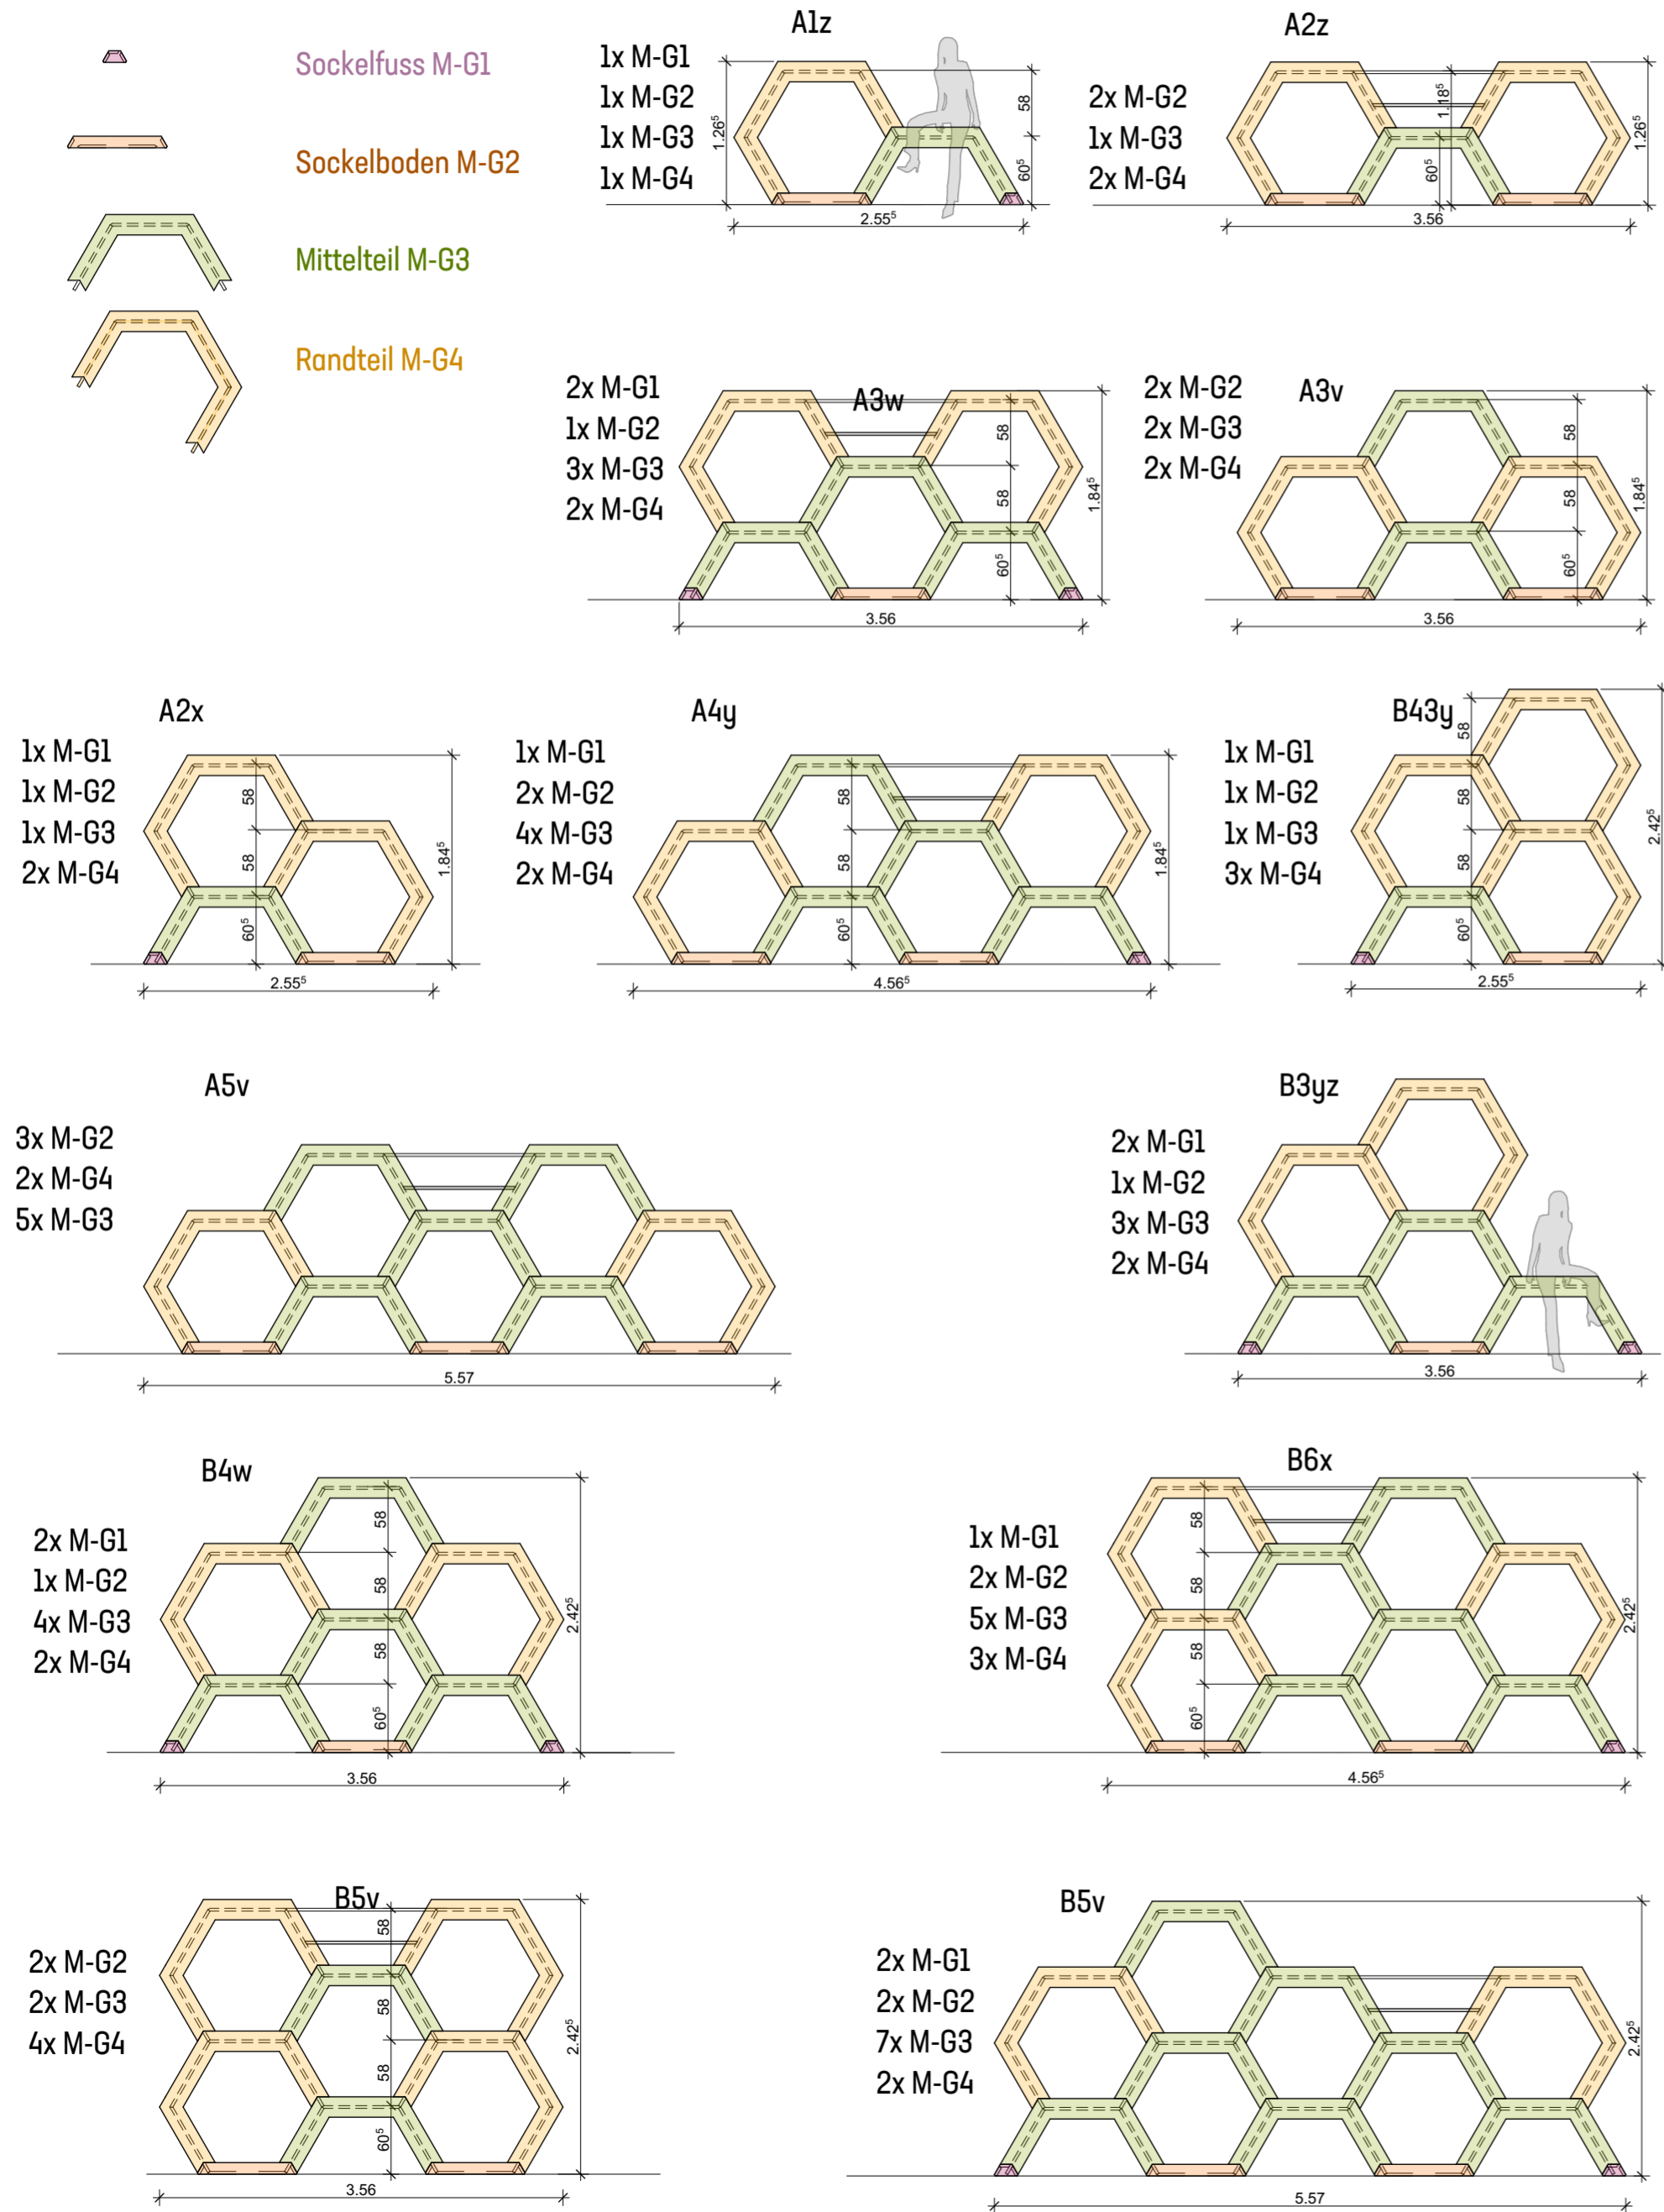 Sockelfuss M-G1
Sockelboden M-G2
Mittelteil M-G3
Randteil M-G4
A1z
1x M-G1
1x M-G2
1x M-G3
1x M-G4
1.26⁵
58
60⁵
2.55⁵
A2z
2x M-G2
1x M-G3
2x M-G4
1.18⁵
60⁵
1.26⁵
3.56
A3w
2x M-G1
1x M-G2
3x M-G3
2x M-G4
58
58
60⁵
1.84⁵
3.56
A3v
2x M-G2
2x M-G3
2x M-G4
58
58
60⁵
1.84⁵
3.56
A2x
1x M-G1
1x M-G2
1x M-G3
2x M-G4
58
58
60⁵
1.84⁵
2.55⁵
A4y
1x M-G1
2x M-G2
4x M-G3
2x M-G4
58
58
60⁵
1.84⁵
4.56⁵
B43y
1x M-G1
1x M-G2
1x M-G3
3x M-G4
58
58
58
60⁵
2.42⁵
2.55⁵
A5v
3x M-G2
2x M-G4
5x M-G3
5.57
B3yz
2x M-G1
1x M-G2
3x M-G3
2x M-G4
3.56
B4w
2x M-G1
1x M-G2
4x M-G3
2x M-G4
58
58
58
60⁵
2.42⁵
3.56
B6x
1x M-G1
2x M-G2
5x M-G3
3x M-G4
58
58
58
60⁵
2.42⁵
4.56⁵
B5v
2x M-G2
2x M-G3
4x M-G4
58
58
58
60⁵
2.42⁵
3.56
B5v
2x M-G1
2x M-G2
7x M-G3
2x M-G4
2.42⁵
5.57